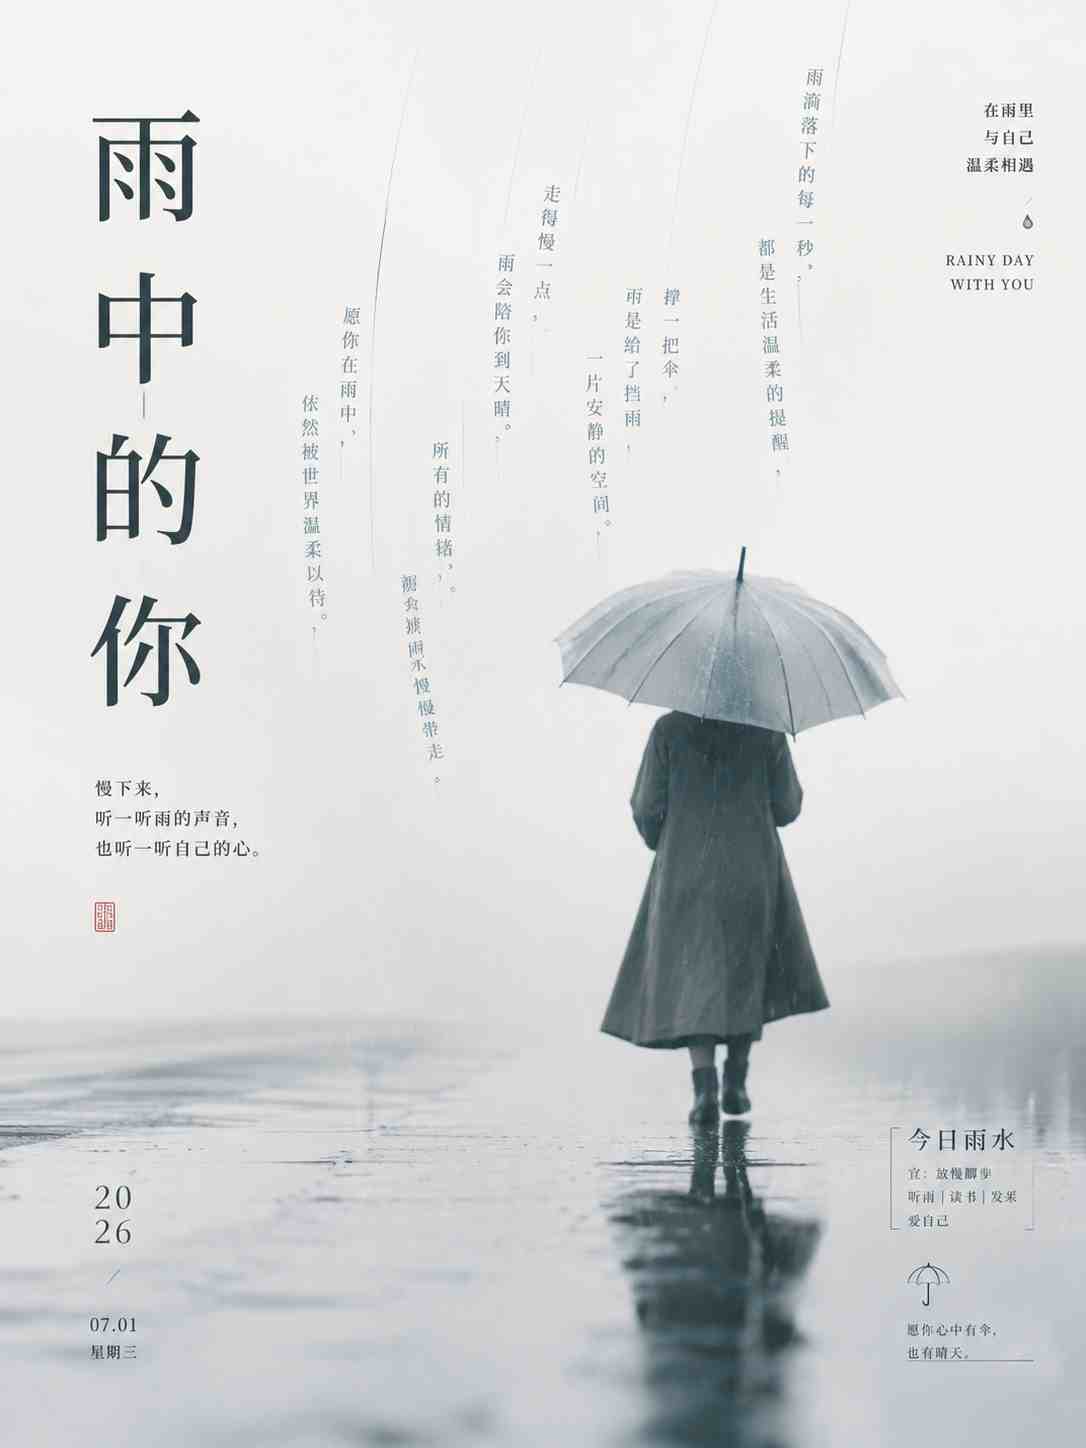 雨中的你
慢下来，
听一听雨的声音，
也听一听自己的心。
雨滴落下的每一秒，
都是生活温柔的提醒，
撑一把伞，
是给了挡雨，
一片安静的空间。
走得慢一点，
雨会陪你到天晴。
所有的情绪，。
雨水慢慢带走。
愿你在雨中，
依然被世界温柔以待。
在雨里
与自己
温柔相遇
RAINY DAY
WITH YOU
20
26
07.01
星期三
今日雨水
宜：放慢脚步
听雨｜读书｜发呆
爱自己
愿你心中有伞，
也有晴天。